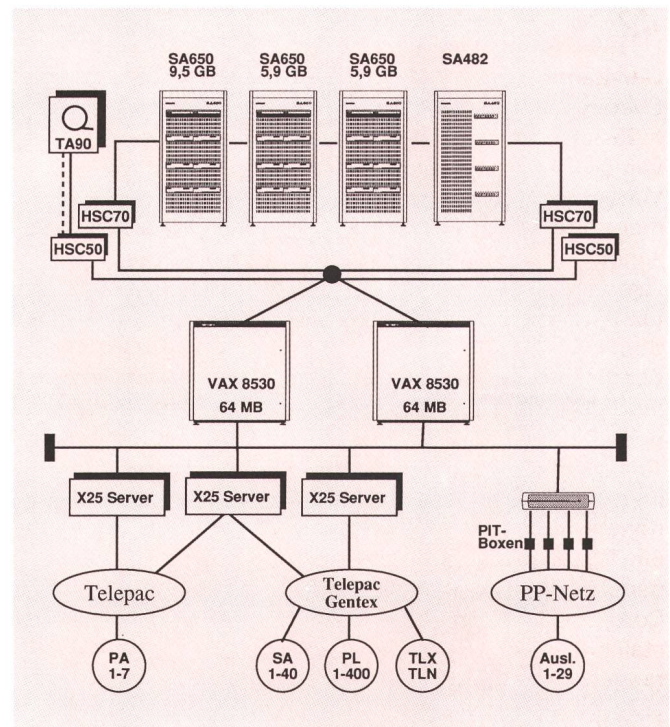 SA650 SA650 SA650 SA482
9,5 GB 5,9 GB 5,9 GB
TA90
HSC70 HSC70
HSC50 HSC50
VAX 8530 VAX 8530
64 MB 64 MB
X25 Server X25 Server X25 Server
PIT-
Boxen
Telepac Telepac
Gentex PP-Netz
PA SA PL TLX Ausl.
1-7 1-40 1-400 TLN 1-29